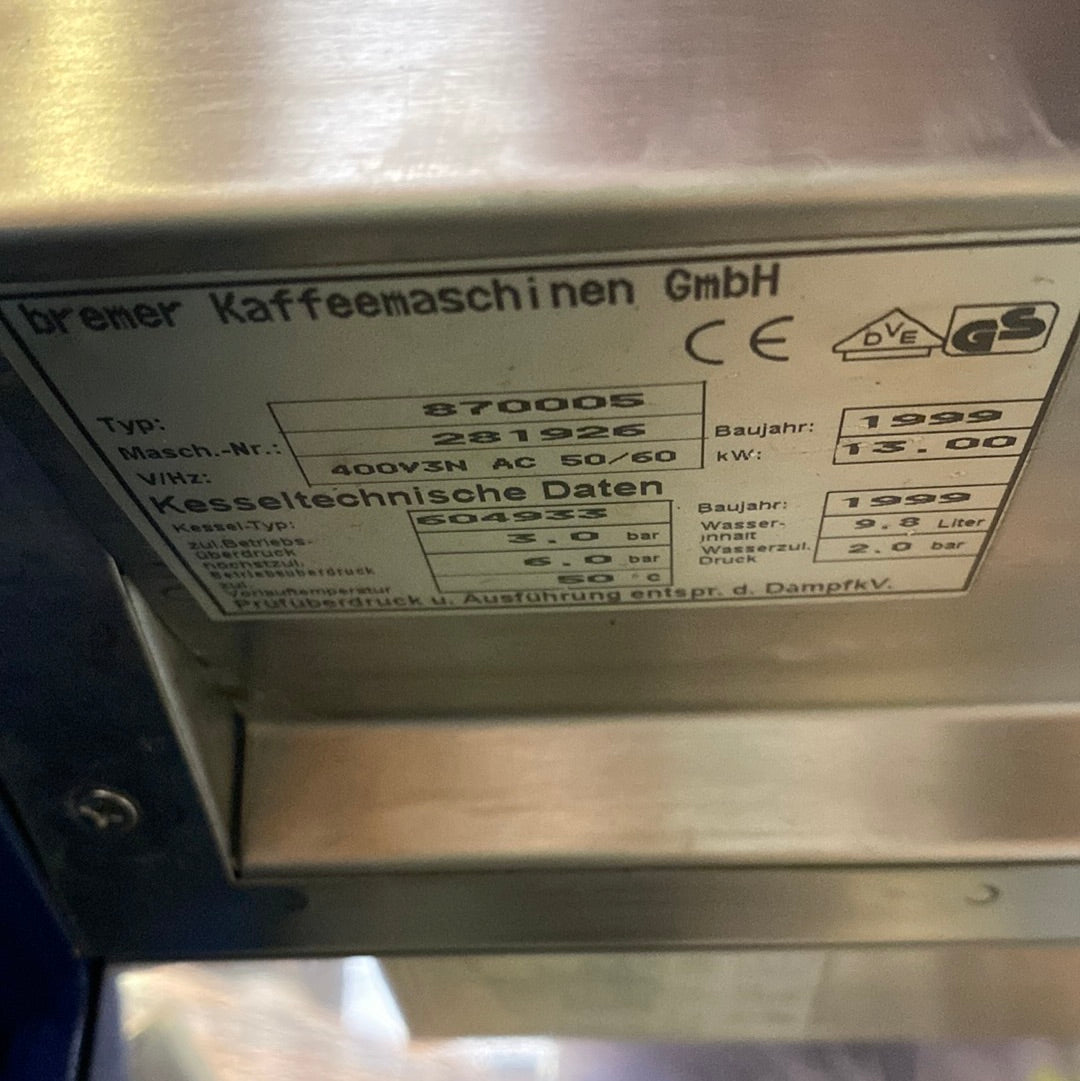 bremer Kaffeemaschinen GmbH
CE DVE GS
Typ: 870005 Baujahr: 1999
Masch.-Nr.: 281926 kW: 13.00
V/Hz: 400V3N AC 50/60
Kesseltechnische Daten
Kessel-Typ: 604933 Baujahr: 1999
zul.Betriebs-
überdruck 3.0 bar Wasser-
inhalt 9.8 Liter
höchstzul.
Betriebsüberdruck 6.0 bar Wasserzul.
Druck 2.0 bar
zul.
Vorlauftemperatur 50 °C
Prüfüberdruck u. Ausführung entspr. d. DampfkV.